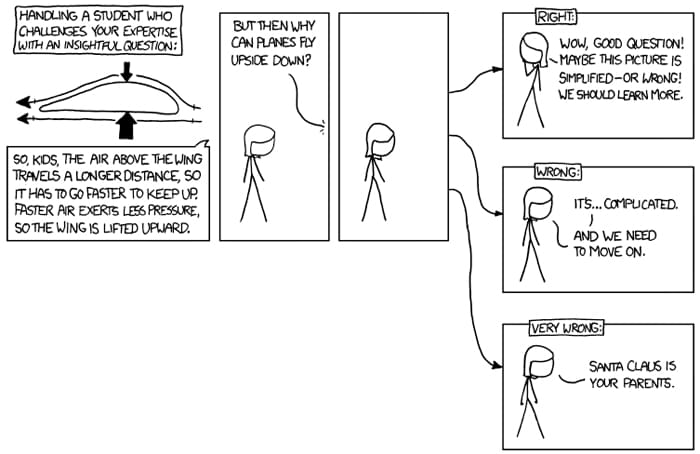 HANDLING A STUDENT WHO
CHALLENGES YOUR EXPERTISE
WITH AN INSIGHTFUL QUESTION:
SO, KIDS, THE AIR ABOVE THE WING
TRAVELS A LONGER DISTANCE, SO
IT HAS TO GO FASTER TO KEEP UP.
FASTER AIR EXERTS LESS PRESSURE,
SO THE WING IS LIFTED UPWARD.
BUT THEN WHY
CAN PLANES FLY
UPSIDE DOWN?
RIGHT:
WOW, GOOD QUESTION!
MAYBE THIS PICTURE IS
SIMPLIFIED-OR WRONG!
WE SHOULD LEARN MORE.
WRONG:
IT'S...COMPLICATED.
AND WE NEED
TO MOVE ON.
VERY WRONG:
SANTA CLAUS IS
YOUR PARENTS.